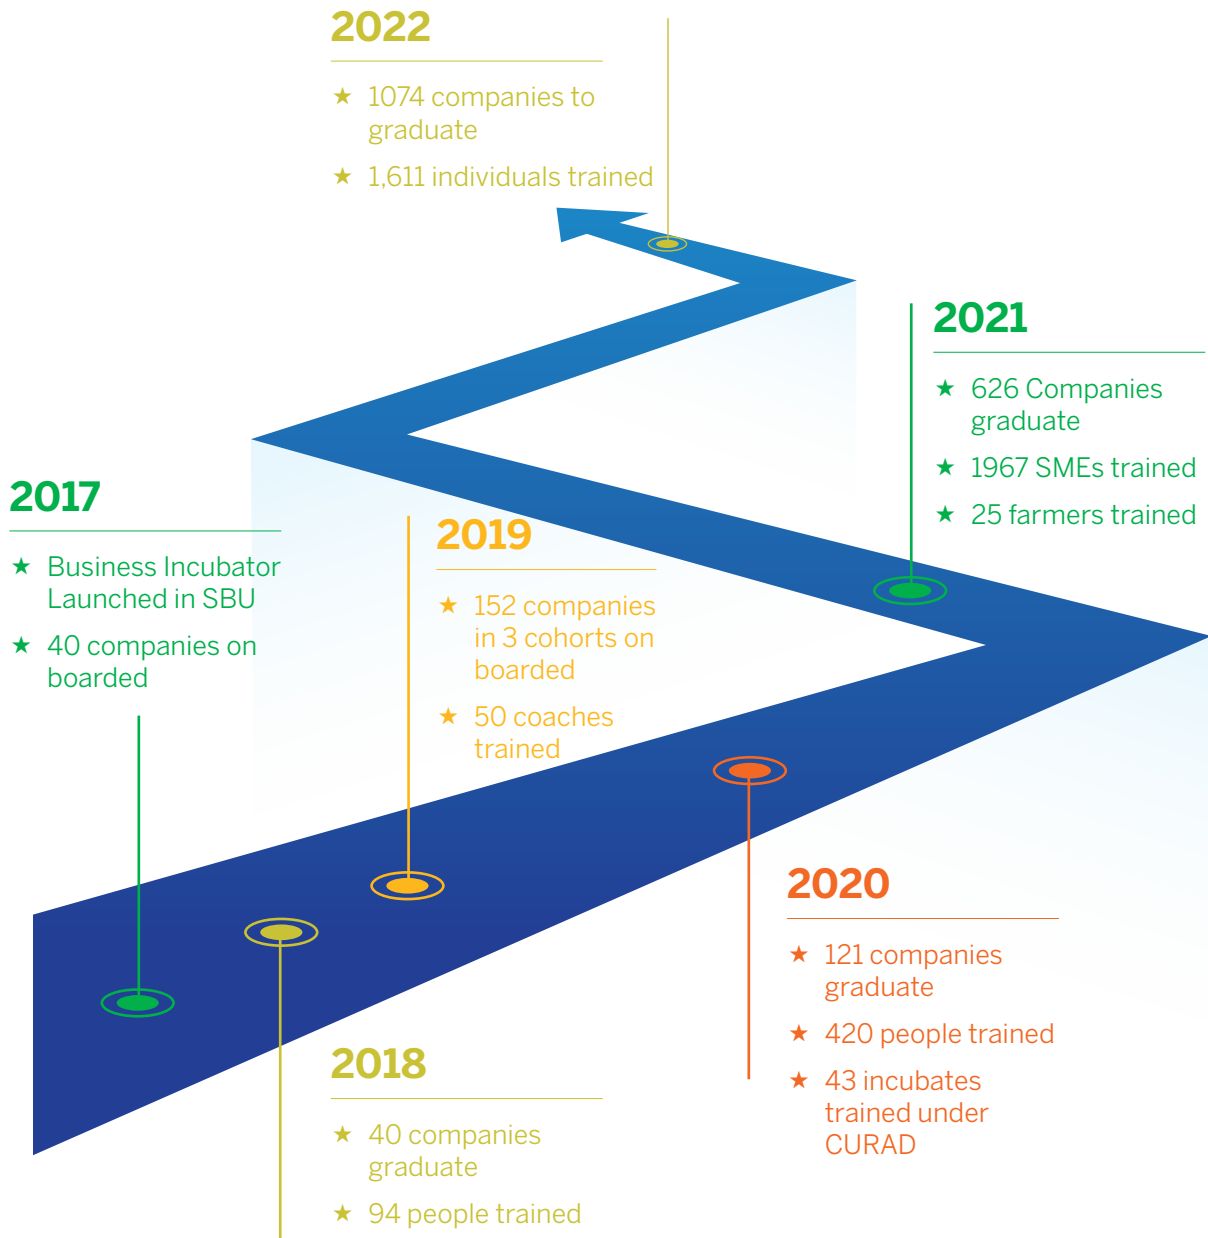 2022
★ 1074 companies to
graduate
★ 1,611 individuals trained
2021
★ 626 Companies
graduate
★ 1967 SMEs trained
★ 25 farmers trained
2017
★ Business Incubator
Launched in SBU
★ 40 companies on
boarded
2019
★ 152 companies
in 3 cohorts on
boarded
★ 50 coaches
trained
2020
★ 121 companies
graduate
★ 420 people trained
★ 43 incubates
trained under
CURAD
2018
★ 40 companies
graduate
★ 94 people trained